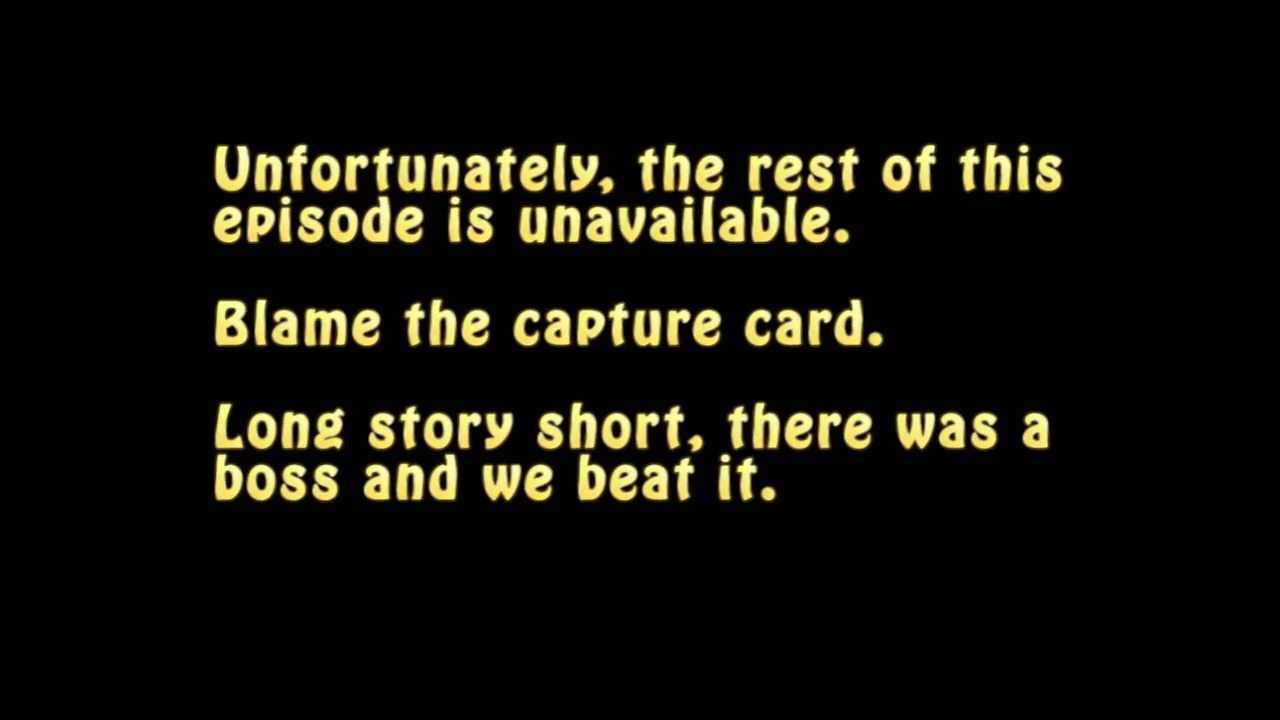 Unfortunately, the rest of this
episode is unavailable.
Blame the capture card.
Long story short, there was a
boss and we beat it.